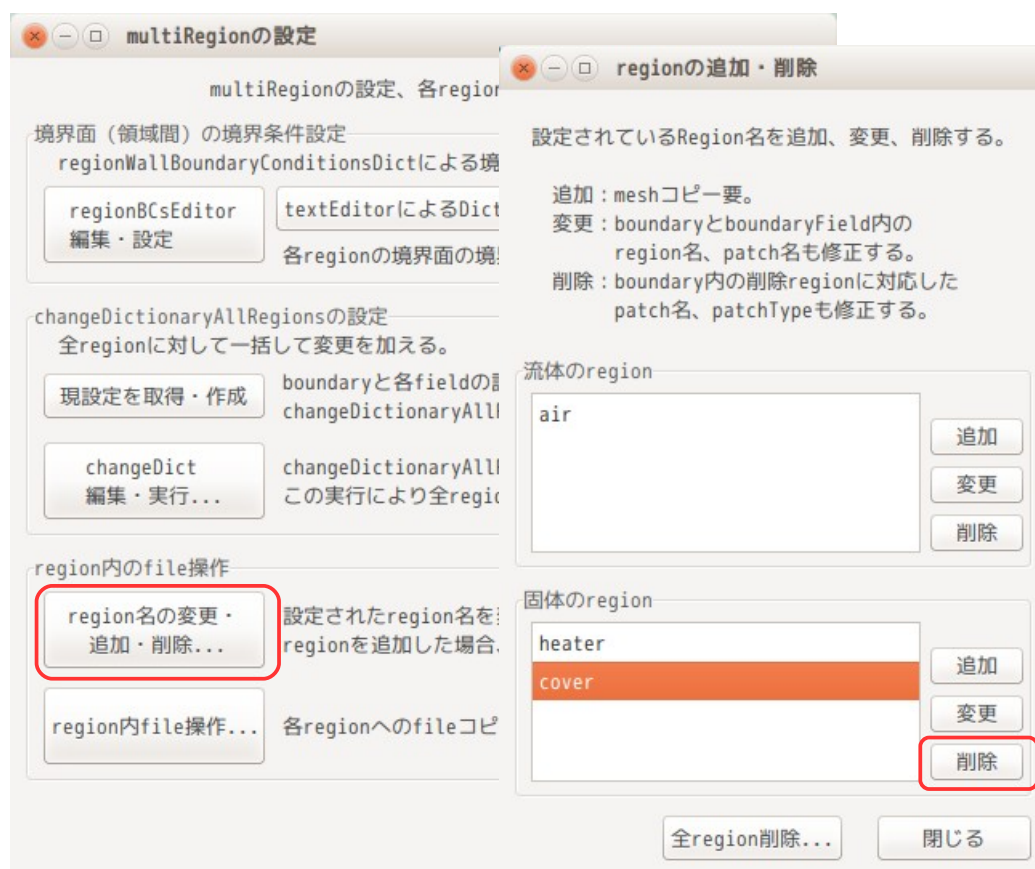 multiRegionの設定
multiRegionの設定、各region
境界面（領域間）の境界条件設定
regionWallBoundaryConditionsDictによる境
regionBCsEditor
編集・設定
textEditorによるDict
各regionの境界面の境
changeDictionaryAllRegionsの設定
全regionに対して一括して変更を加える。
現設定を取得・作成
boundaryと各fieldの
changeDictionaryAll
changeDict
編集・実行...
changeDictionaryAll
この実行により全regio
region内のfile操作
region名の変更・
追加・削除...
設定されたregion名を
regionを追加した場合、
region内file操作...
各regionへのfileコピ
regionの追加・削除
設定されているRegion名を追加、変更、削除する。
追加：meshコピー要。
変更：boundaryとboundaryField内の
region名、patch名も修正する。
削除：boundary内の削除regionに対応した
patch名、patchTypeも修正する。
流体のregion
air
追加
変更
削除
固体のregion
heater
cover
追加
変更
削除
全region削除...
閉じる